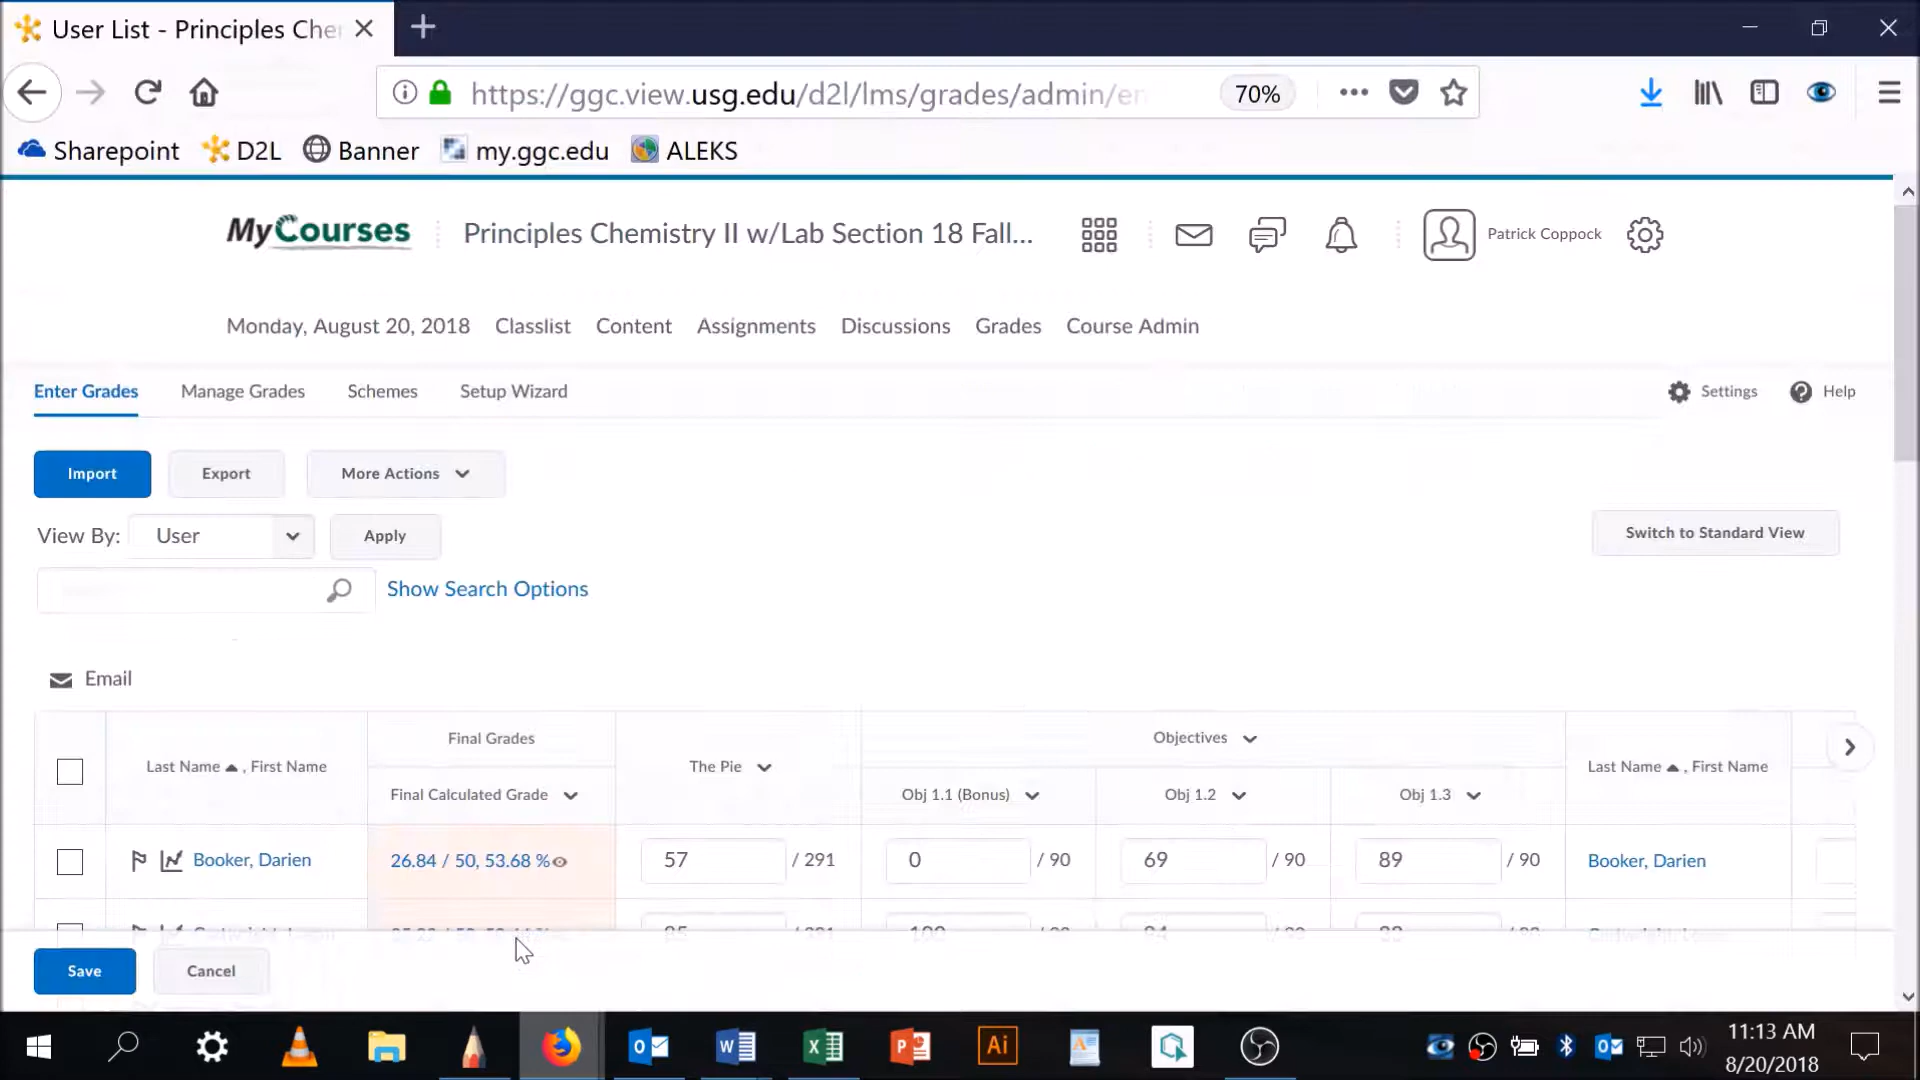 User List - Principles Che
https://ggc.view.usg.edu/d2l/lms/grades/admin/en
70%
Sharepoint D2L Banner my.ggc.edu ALEKS
MyCourses Principles Chemistry II w/Lab Section 18 Fall... Patrick Coppock
Monday, August 20, 2018 Classlist Content Assignments Discussions Grades Course Admin
Enter Grades Manage Grades Schemes Setup Wizard Settings Help
Import Export More Actions
View By: User Apply Switch to Standard View
Show Search Options
Email
Final Grades Objectives
Last Name , First Name The Pie Last Name , First Name
Final Calculated Grade Obj 1.1 (Bonus) Obj 1.2 Obj 1.3
Booker, Darien 26.84 / 50, 53.68 % 57 / 291 0 / 90 69 / 90 89 / 90 Booker, Darien
Save Cancel
11:13 AM
8/20/2018